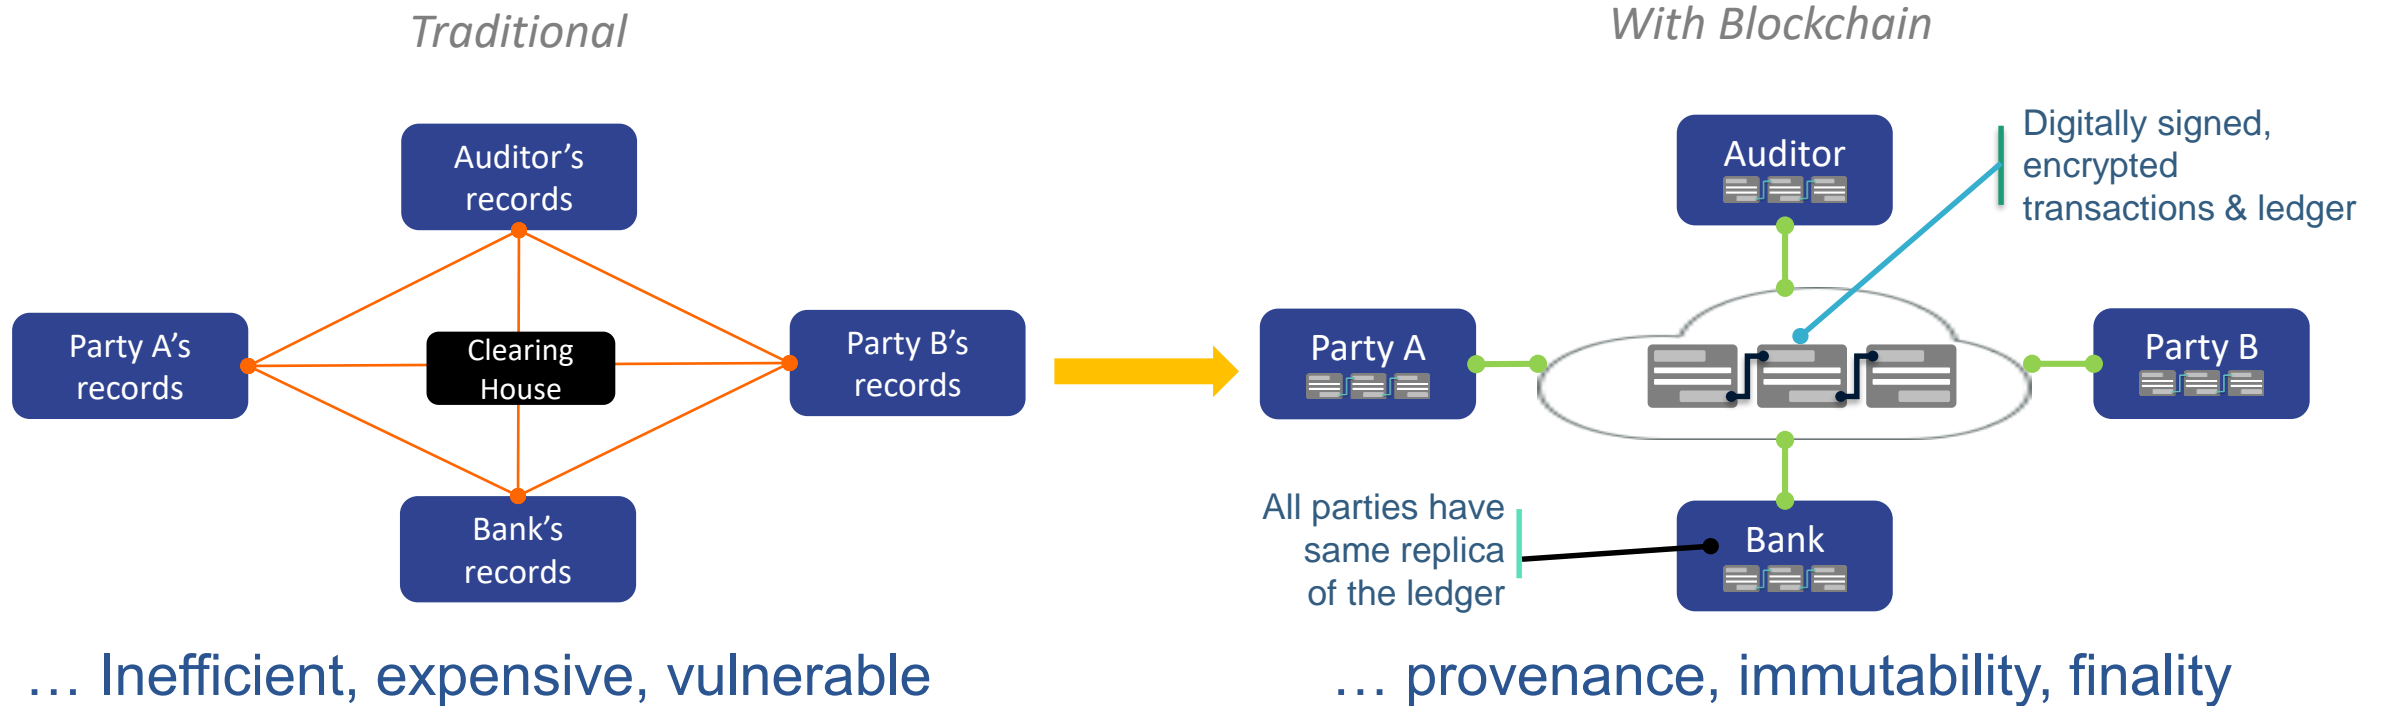 Traditional
Auditor's
records
Party A's
records
Clearing
House
Party B's
records
Bank's
records
… Inefficient, expensive, vulnerable
With Blockchain
Auditor
Digitally signed,
encrypted
transactions & ledger
Party A
Party B
All parties have
same replica
of the ledger
Bank
… provenance, immutability, finality